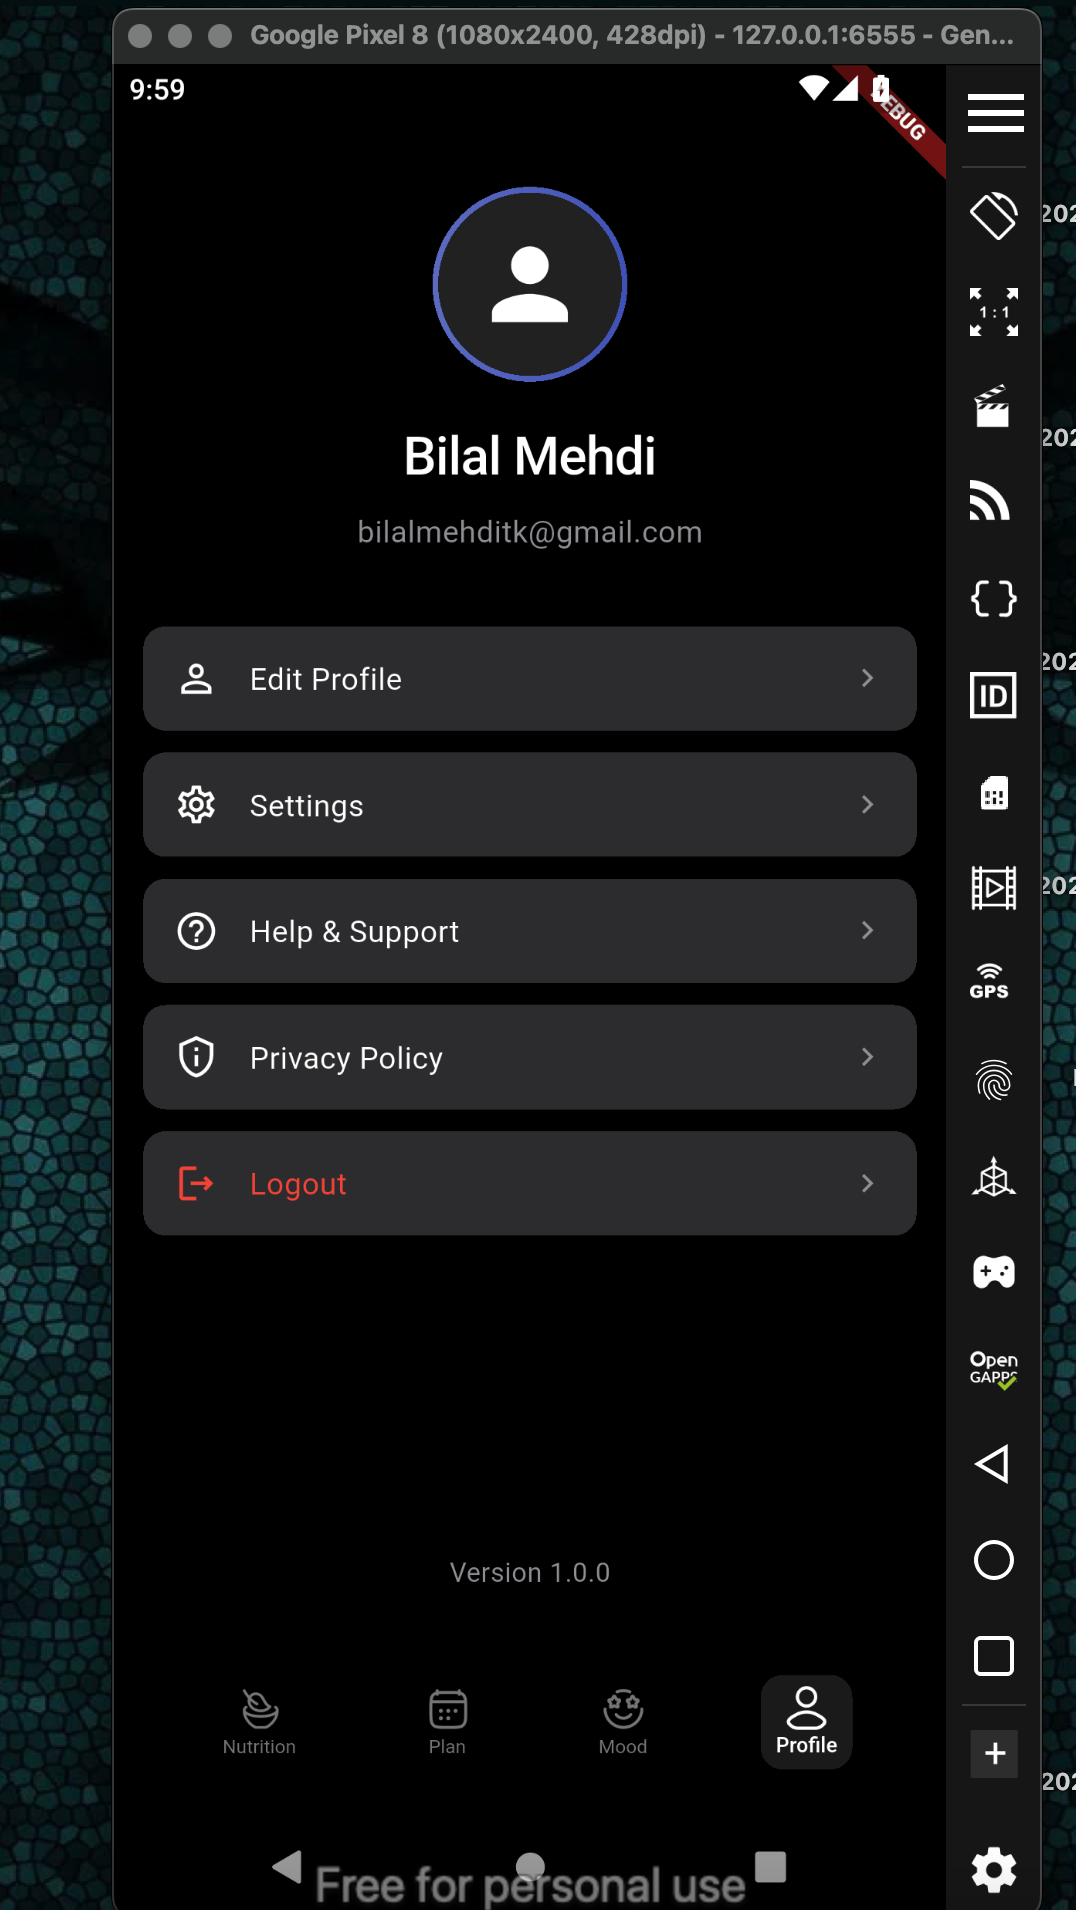 Google Pixel 8 (1080x2400, 428dpi) - 127.0.0.1:6555 - Gen...
9:59
1 : 1
202
Bilal Mehdi
202
bilalmehditk@gmail.com
Edit Profile
202
ID
Settings
202
Help & Support
GPS
Privacy Policy
Logout
Open
GAPPS
Version 1.0.0
Nutrition
Plan
Mood
Profile
202
Free for personal use